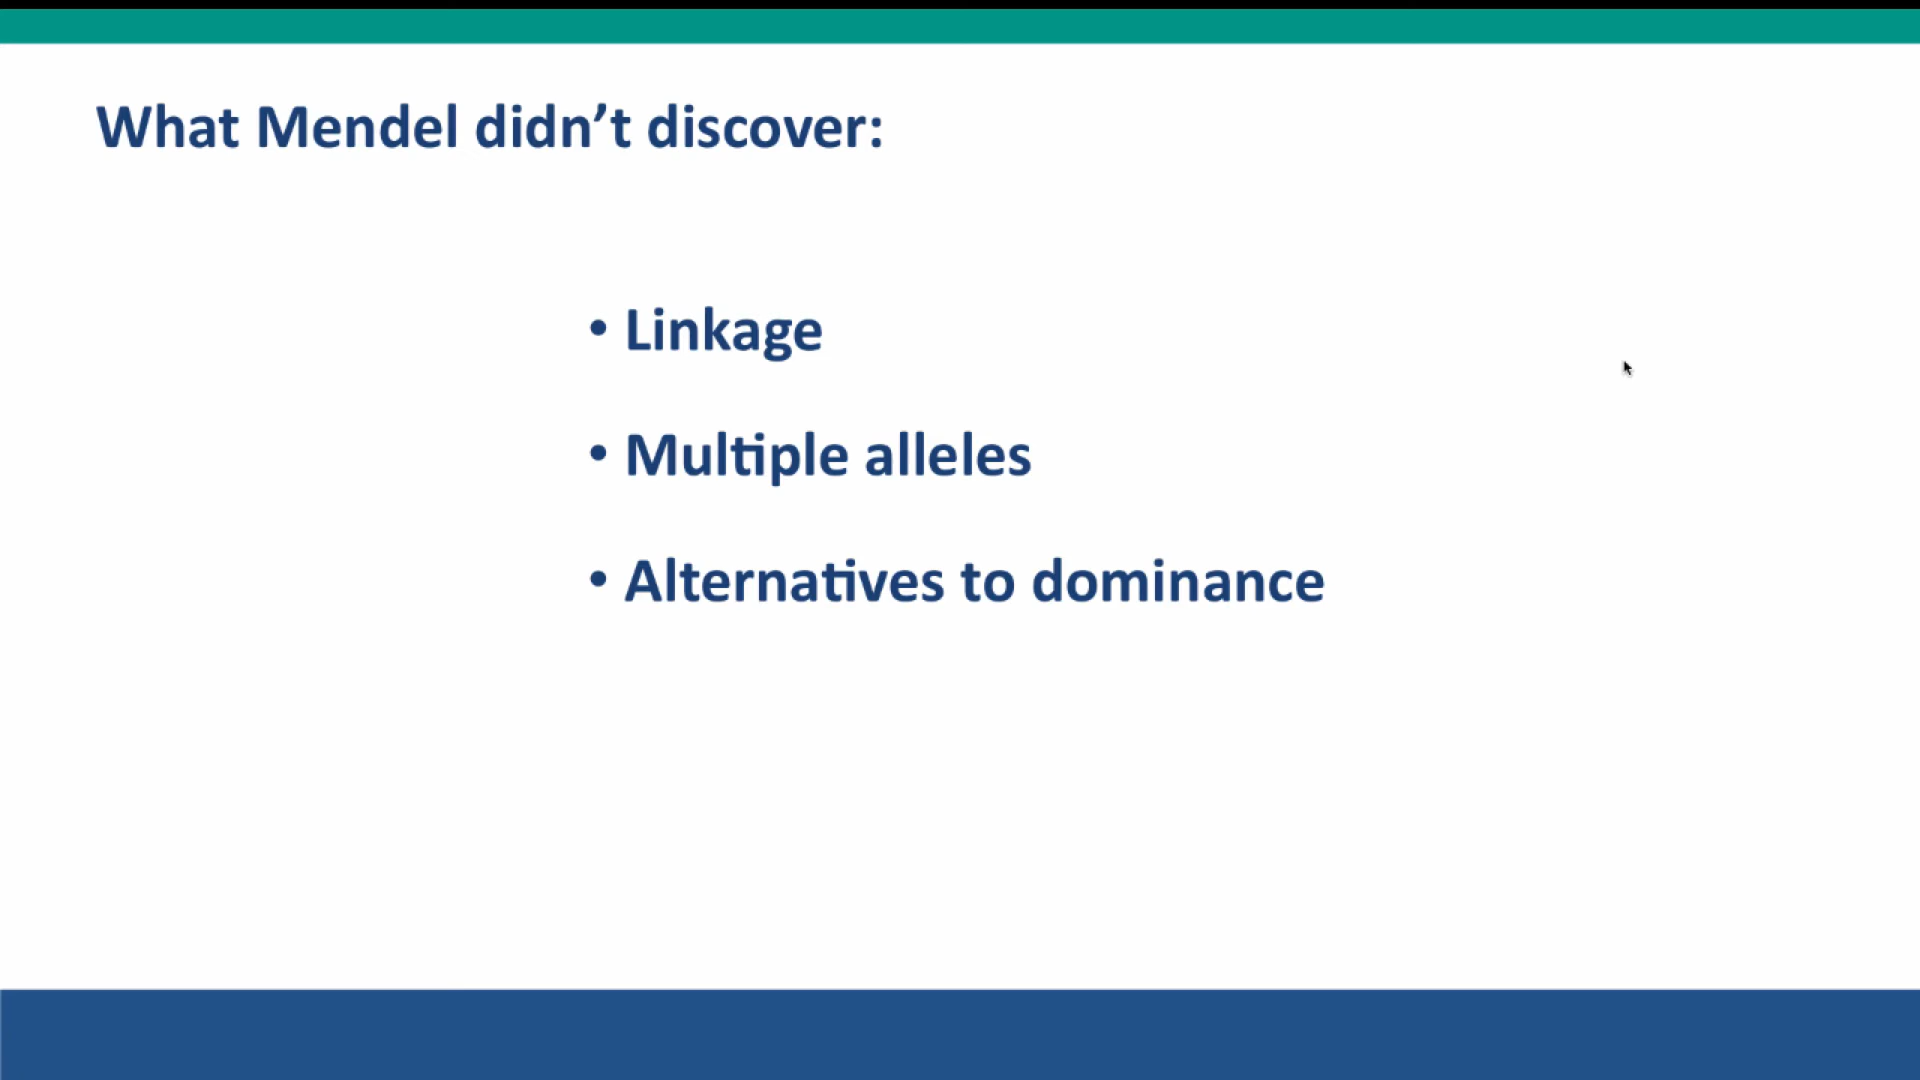 What Mendel didn’t discover:
• Linkage
• Multiple alleles
• Alternatives to dominance